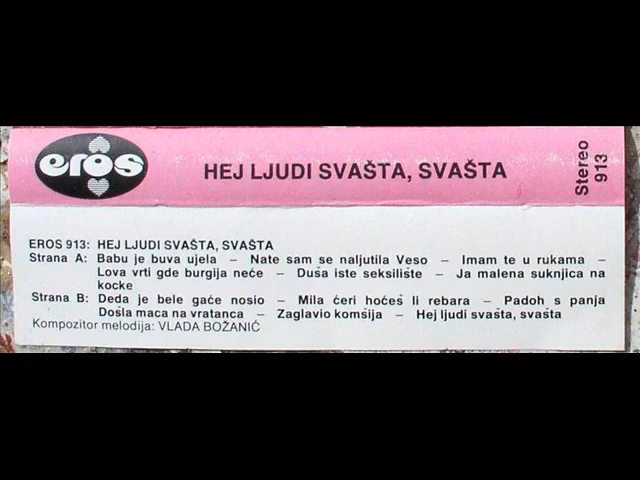 eros
HEJ LJUDI SVAŠTA, SVAŠTA
Stereo
913
EROS 913: HEJ LJUDI SVAŠTA, SVAŠTA
Strana A: Babu je buva ujela – Nate sam se naljutila Veso – Imam te u rukama –
Lova vrti gde burgija neće – Duša iste seksiliste – Ja malena suknjica na
kocke
Strana B: Deda je bele gaće nosio – Mila ćeri hoćeš li rebara – Padoh s panja
Došla maca na vratanca – Zaglavio komšija – Hej ljudi svašta, svašta
Kompozitor melodija: VLADA BOŽANIĆ